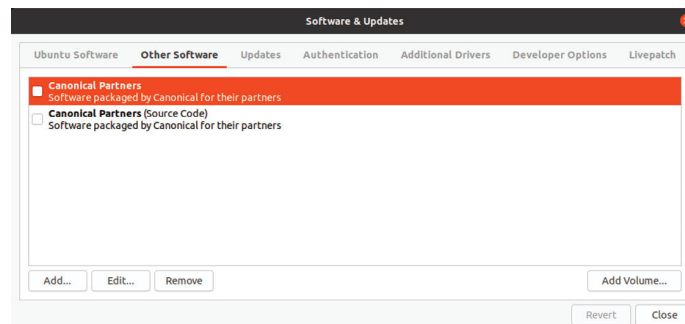 Software & Updates
Ubuntu Software Other Software Updates Authentication Additional Drivers Developer Options Livepatch
Canonical Partners
Software packaged by Canonical for their partners
Canonical Partners (Source Code)
Software packaged by Canonical for their partners
Add... Edit... Remove Add Volume...
Revert Close